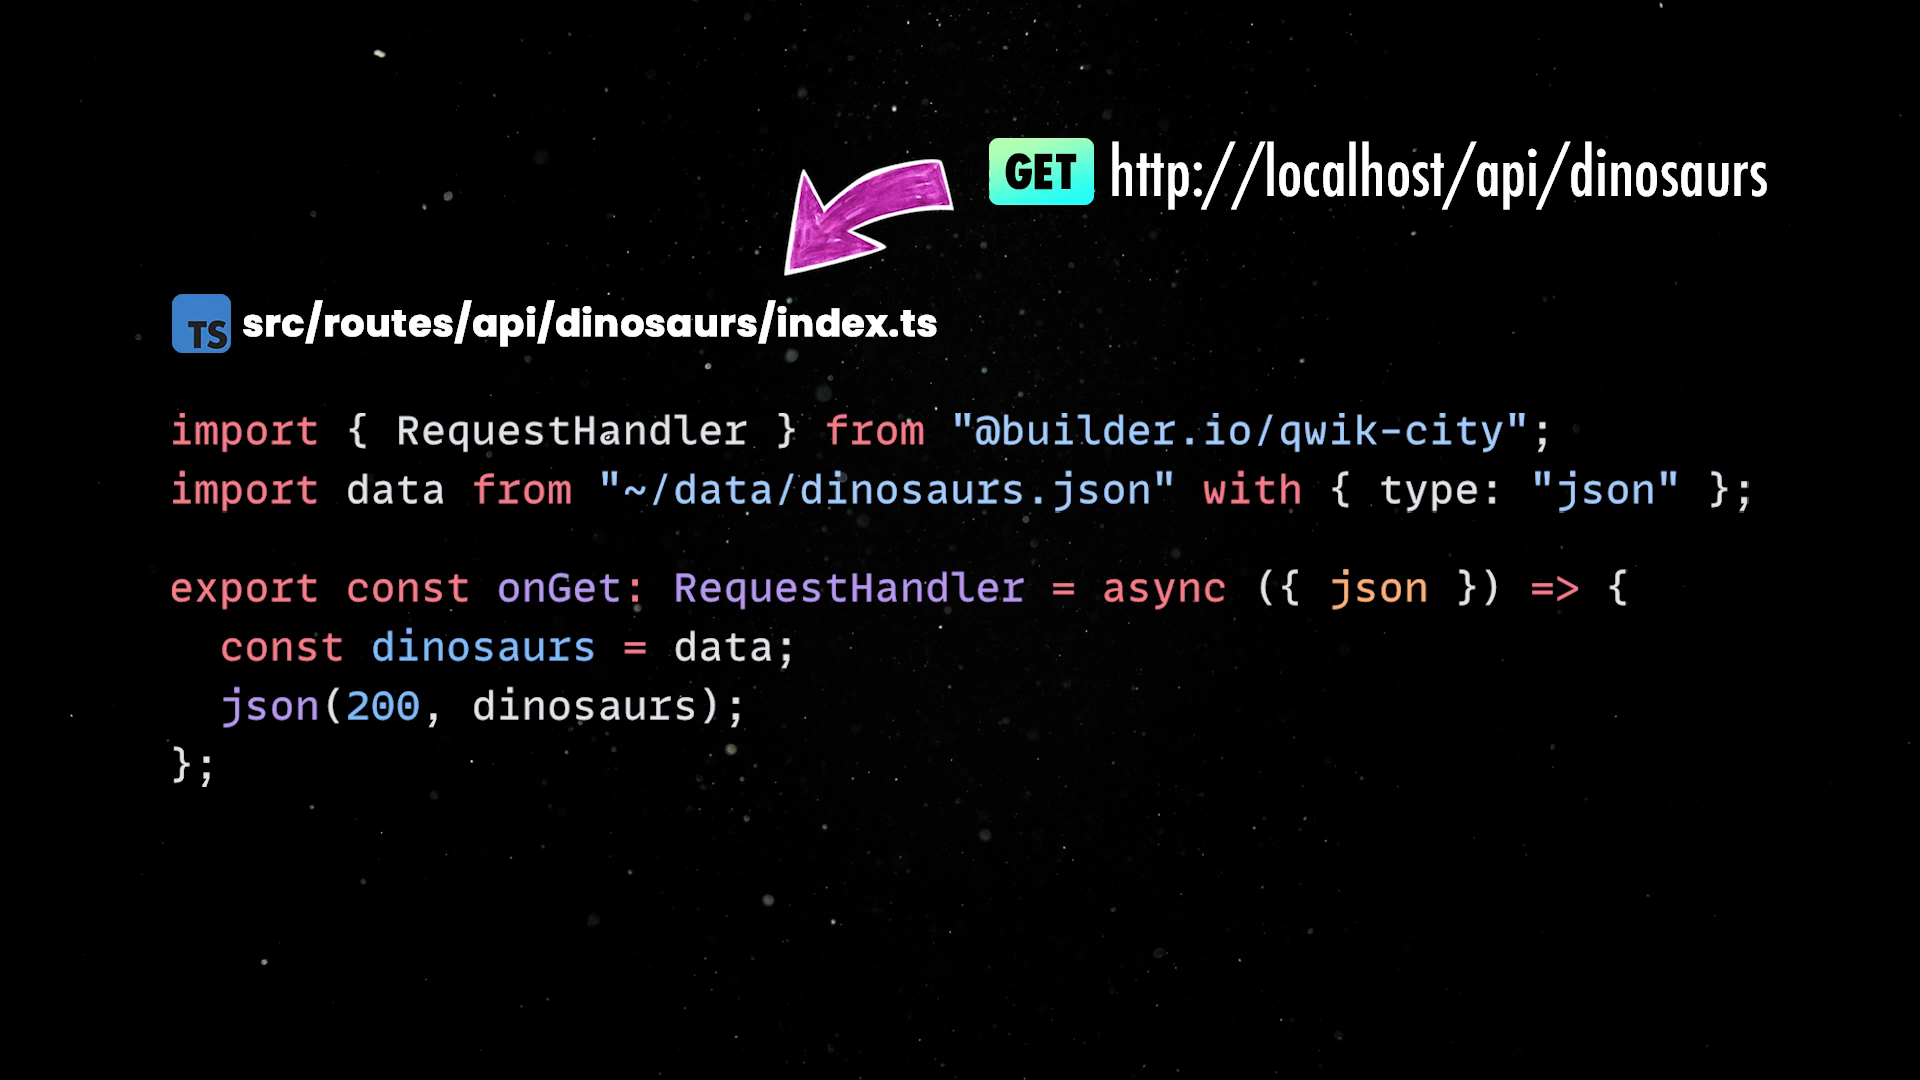 GET http://localhost/api/dinosaurs
TS src/routes/api/dinosaurs/index.ts
import { RequestHandler } from "@builder.io/qwik-city";
import data from "~/data/dinosaurs.json" with { type: "json" };
export const onGet: RequestHandler = async ({ json }) => {
  const dinosaurs = data;
  json(200, dinosaurs);
};